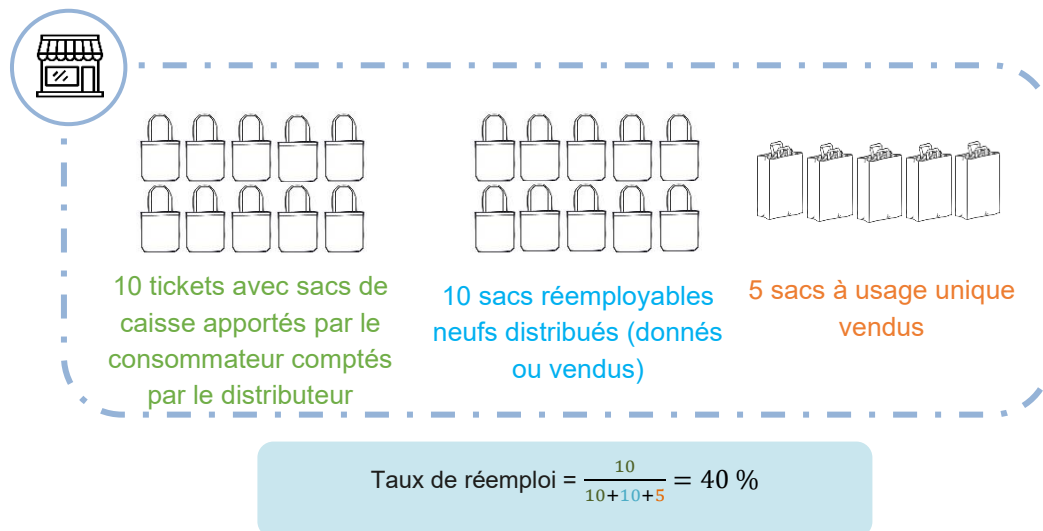 10 tickets avec sacs de
caisse apportés par le
consommateur comptés
par le distributeur
10 sacs réemployables
neufs distribués (donnés
ou vendus)
5 sacs à usage unique
vendus
Taux de réemploi = 10 / 10+10+5 = 40 %